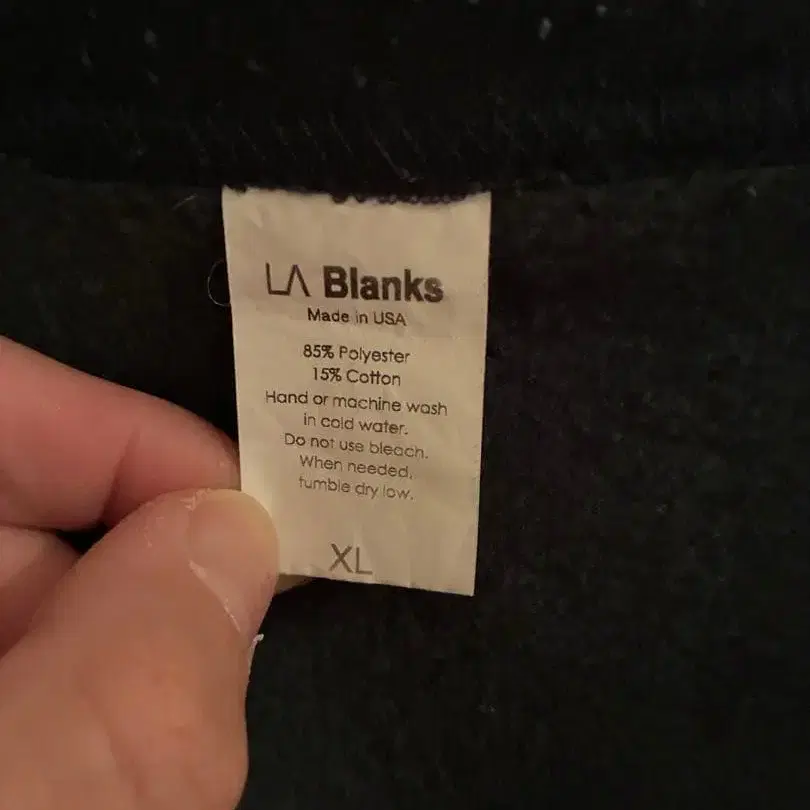 LA Blanks
Made in USA
85% Polyester
15% Cotton
Hand or machine wash
in cold water.
Do not use bleach.
When needed,
tumble dry low.
XL